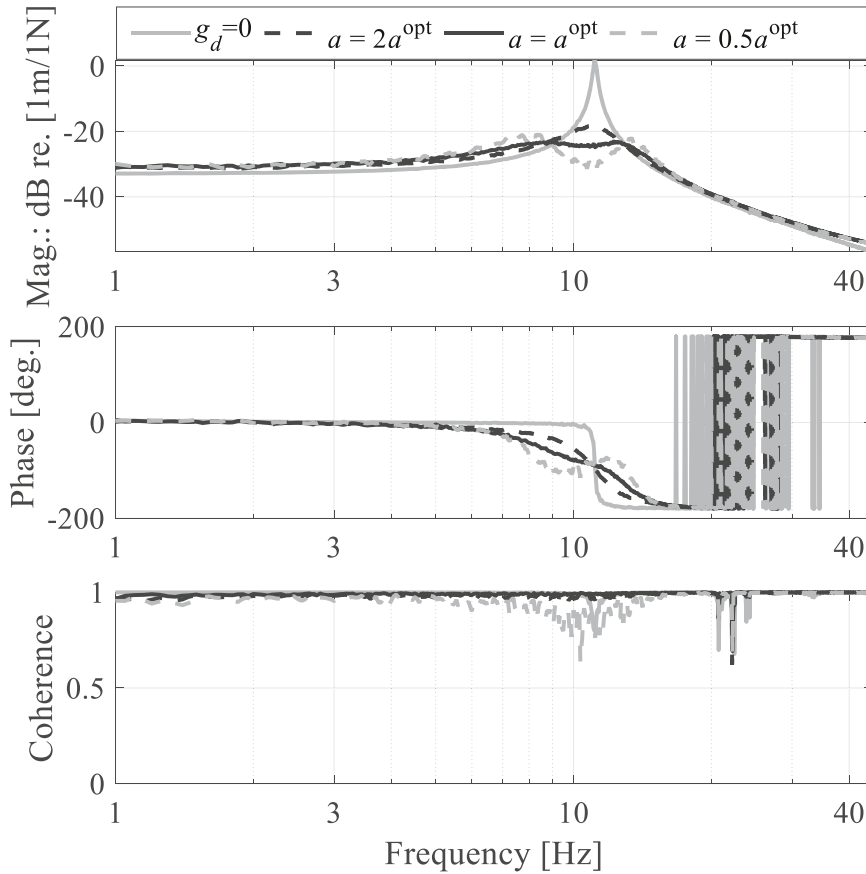 g_d=0 a = 2a^opt a = a^opt a = 0.5a^opt
Mag.: dB re. [1m/1N]
0
-20
-40
1 3 10 40
Phase [deg.]
200
0
-200
1 3 10 40
Coherence
1
0.5
0
1 3 10 40
Frequency [Hz]